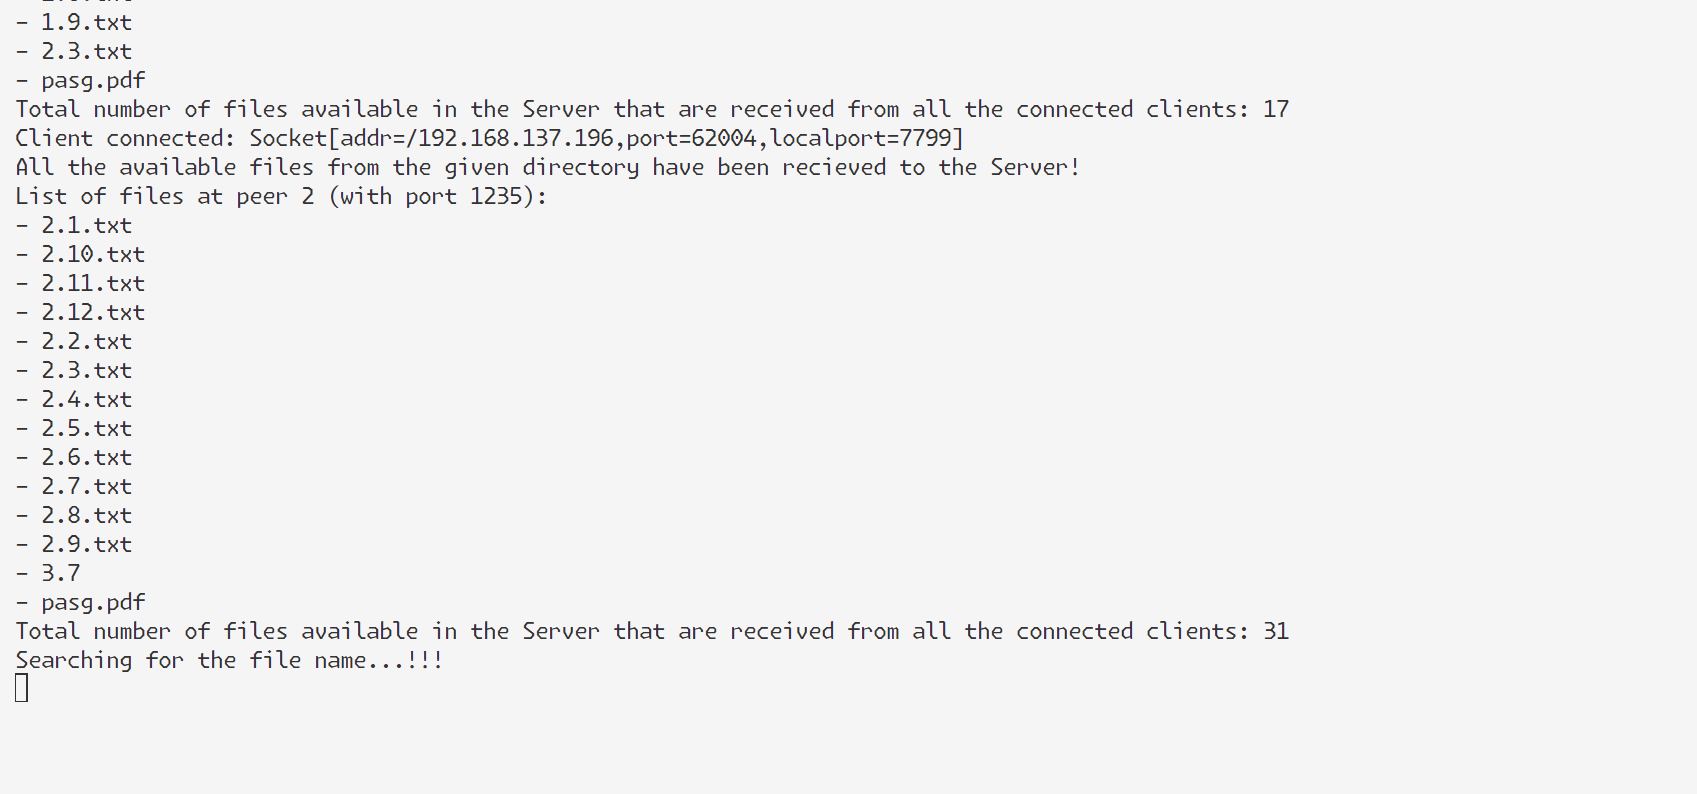 - 1.9.txt
- 2.3.txt
- pasg.pdf
Total number of files available in the Server that are received from all the connected clients: 17
Client connected: Socket[addr=/192.168.137.196,port=62004,localport=7799]
All the available files from the given directory have been recieved to the Server!
List of files at peer 2 (with port 1235):
- 2.1.txt
- 2.10.txt
- 2.11.txt
- 2.12.txt
- 2.2.txt
- 2.3.txt
- 2.4.txt
- 2.5.txt
- 2.6.txt
- 2.7.txt
- 2.8.txt
- 2.9.txt
- 3.7
- pasg.pdf
Total number of files available in the Server that are received from all the connected clients: 31
Searching for the file name...!!!